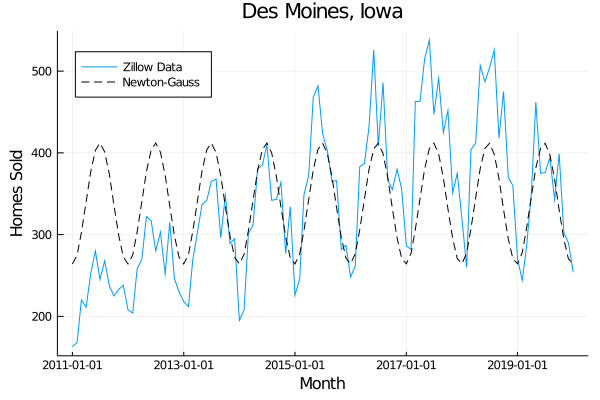 Des Moines, Iowa
Zillow Data
Newton-Gauss
Homes Sold
500
400
300
200
2011-01-01 2013-01-01 2015-01-01 2017-01-01 2019-01-01
Month